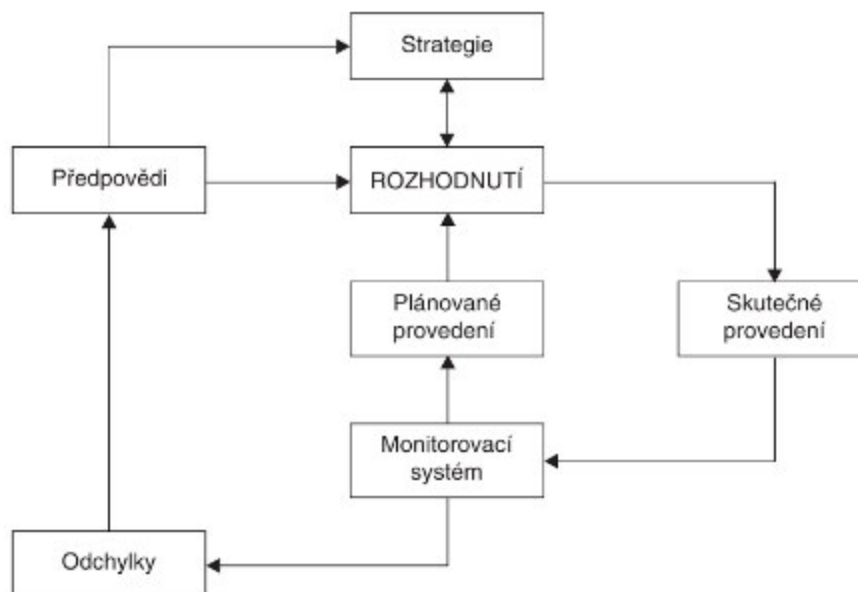 Strategie
Předpovědi
ROZHODNUTÍ
Plánované
provedení
Skutečné
provedení
Monitorovací
systém
Odchylky